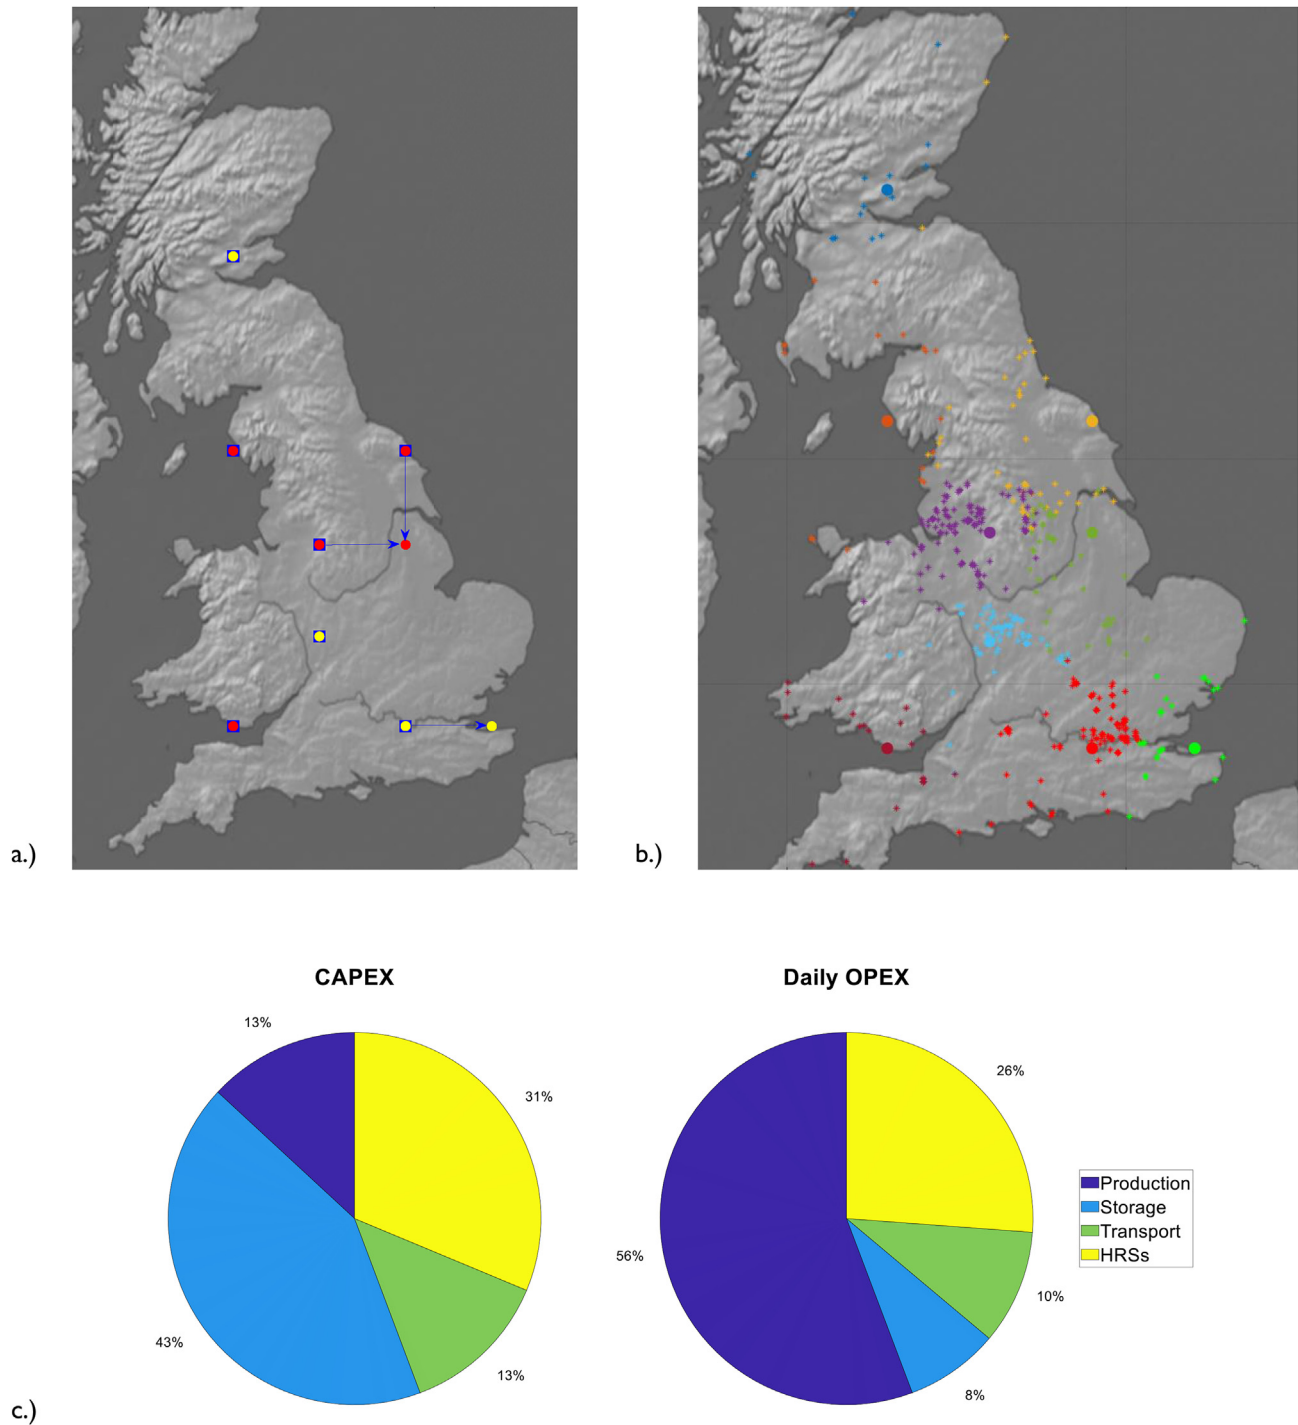 a.)
b.)
CAPEX
Daily OPEX
13%
31%
43%
13%
26%
56%
10%
8%
Production
Storage
Transport
HRSs
c.)